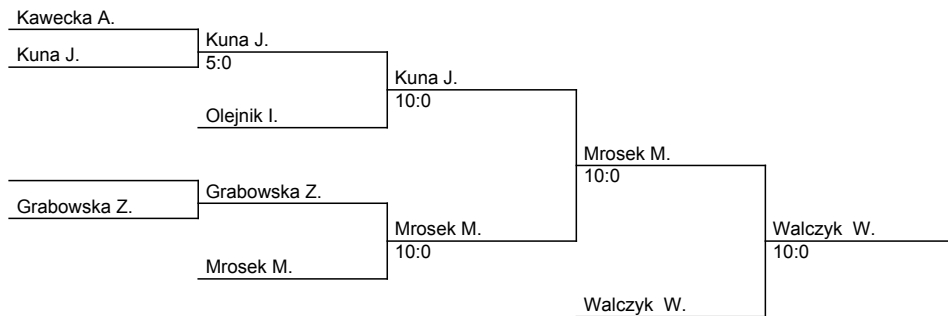 Kawecka A.
Kuna J.
Kuna J.
5:0
Kuna J.
10:0
Olejnik I.
Mrosek M.
10:0
Grabowska Z.
Grabowska Z.
Mrosek M.
10:0
Walczyk  W.
10:0
Mrosek M.
Walczyk  W.